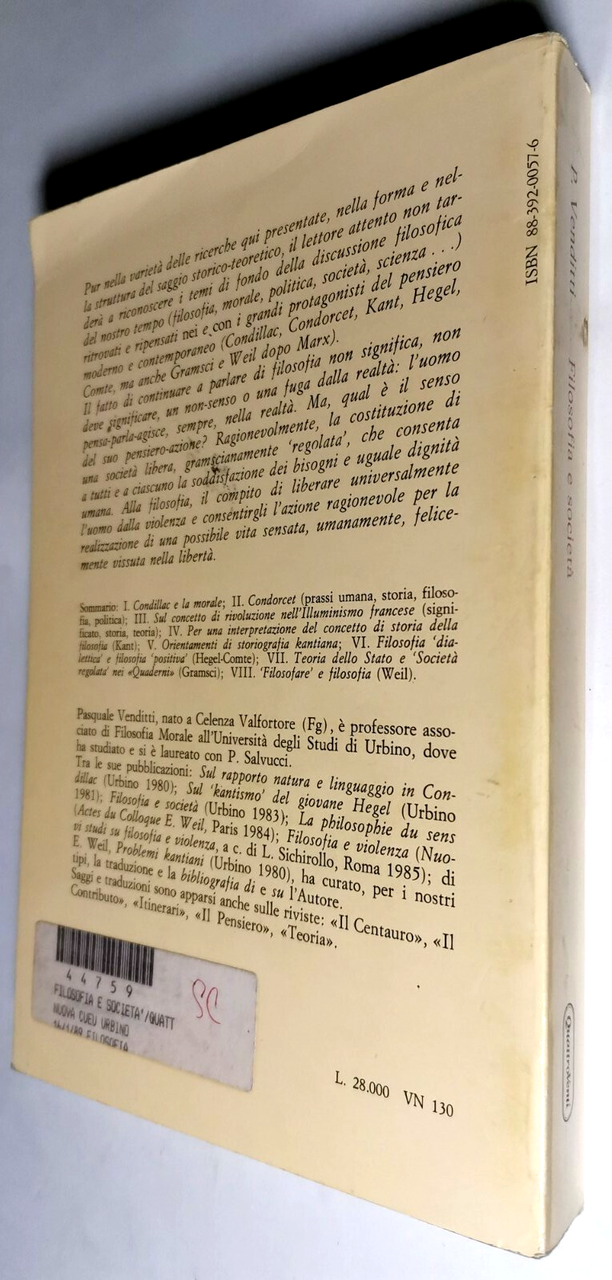 Pur nella varietà delle ricerche qui presentate, nella forma e nel-
la struttura del saggio storico-teoretico, il lettore attento non tar-
derà a riconoscere i temi di fondo della discussione filosofica
del nostro tempo (filosofia, morale, politica, società, scienza . . .)
ritrovati e ripensati nei e con i grandi protagonisti del pensiero
moderno e contemporaneo (Condillac, Condorcet, Kant, Hegel,
Comte, ma anche Gramsci e Weil dopo Marx).
Il fatto di continuare a parlare di filosofia non significa, non
deve significare, un non-senso o una fuga dalla realtà: l'uomo
pensa-parla-agisce, sempre, nella realtà. Ma, qual è il senso
del suo pensiero-azione? Ragionevolmente, la costituzione di
una società libera, gramscianamente 'regolata', che consenta
a tutti e a ciascuno la soddisfazione dei bisogni e uguale dignità
umana. Alla filosofia, il compito di liberare universalmente
l'uomo dalla violenza e consentirgli l'azione ragionevole per la
realizzazione di una possibile vita sensata, umanamente, felice-
mente vissuta nella libertà.
Sommario: I. Condillac e la morale; II. Condorcet (prassi umana, storia, filoso-
fia, politica); III. Sul concetto di rivoluzione nell'Illuminismo francese (signi-
ficato, storia, teoria); IV. Per una interpretazione del concetto di storia della
filosofia (Kant); V. Orientamenti di storiografia kantiana; VI. Filosofia 'dia-
lettica' e filosofia 'positiva' (Hegel-Comte); VII. Teoria dello Stato e 'Società
regolata' nei «Quaderni» (Gramsci); VIII. 'Filosofare' e filosofia (Weil).
Pasquale Venditti, nato a Celenza Valfortore (Fg), è professore asso-
ciato di Filosofia Morale all'Università degli Studi di Urbino, dove
ha studiato e si è laureato con P. Salvucci.
Tra le sue pubblicazioni: Sul rapporto natura e linguaggio in Con-
dillac (Urbino 1980); Sul 'kantismo' del giovane Hegel (Urbino
1981); Filosofia e società (Urbino 1983); La philosophie du sens
(Actes du Colloque E. Weil, Paris 1984); Filosofia e violenza (Nuo-
vi studi su filosofia e violenza, a c. di L. Sichirollo, Roma 1985); di
E. Weil, Problemi kantiani (Urbino 1980), ha curato, per i nostri
tipi, la traduzione e la bibliografia di e su l'Autore.
Saggi e traduzioni sono apparsi anche sulle riviste: «Il Centauro», «Il
Contributo», «Itinerari», «Il Pensiero», «Teoria».
44759
FILOSOFIA E SOCIETA'/QUATT
NUOVA CUEU URBINO
14/1/89 FILOSOFIA
SC
L. 28.000 VN 130
ISBN 88-392-0057-6
P. Venditti Filosofia e società
QuattroVenti